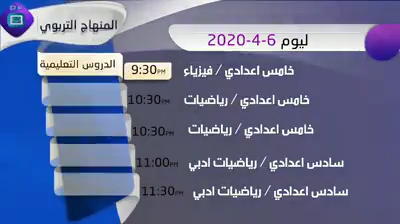 المنهاج التربوي
ليوم 6-4-2020
الدروس التعليمية
9:30PM خامس اعدادي / فيزياء
10:30PM خامس اعدادي / رياضيات
10:30PM خامس اعدادي / رياضيات
11:00PM سادس اعدادي / رياضيات ادبي
11:30PM سادس اعدادي / رياضيات ادبي